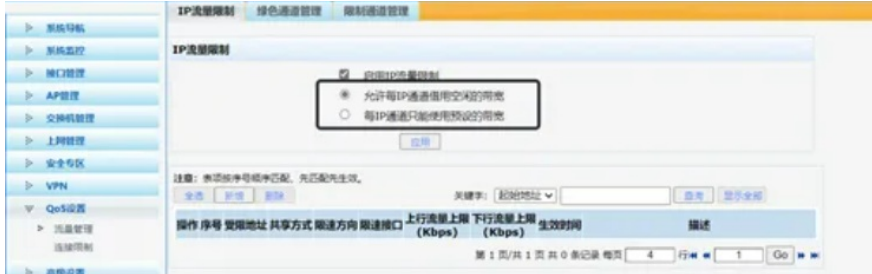 IP流量限制 绿色通道管理 限制通道管理
系统导航
系统监控
接口管理
AP管理
交换机管理
上网管理
安全专区
VPN
QoS设置
流量管理
连接限制
高级设置
IP流量限制
启用IP流量限制
允许每IP通道借用空闲的带宽
每IP通道只能使用预设的带宽
应用
注意：表项按序号顺序匹配，先匹配先生效。
全选 新增 删除 关键字： 起始地址 查询 显示全部
操作 序号 受限地址 共享方式 限速方向 限速接口 上行流量上限(Kbps) 下行流量上限(Kbps) 生效时间 描述
第 1 页/共 1 页 共 0 条记录 每页 4 行 1 Go